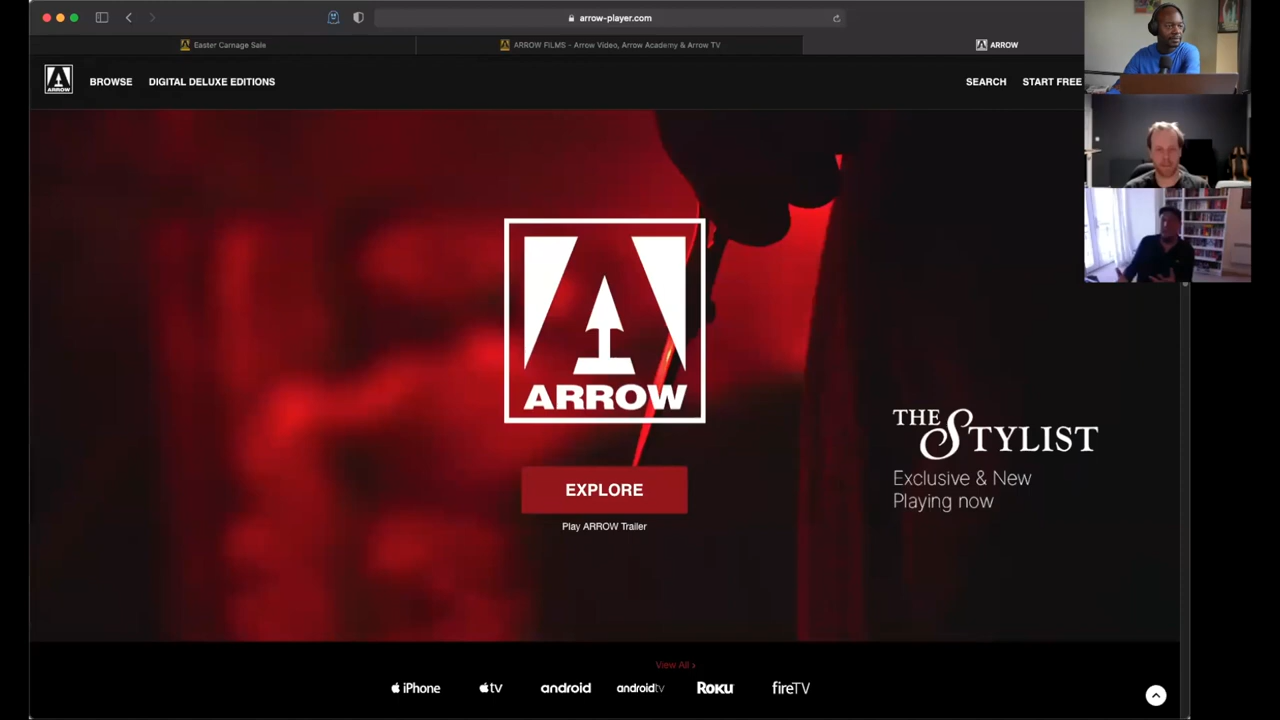 arrow-player.com
Easter Carnage Sale
ARROW FILMS - Arrow Video, Arrow Academy & Arrow TV
ARROW
ARROW
BROWSE
DIGITAL DELUXE EDITIONS
SEARCH
START FREE
ARROW
THE STYLIST
Exclusive & New
Playing now
EXPLORE
Play ARROW Trailer
View All ›
iPhone
tv
android
androidtv
Roku
fireTV